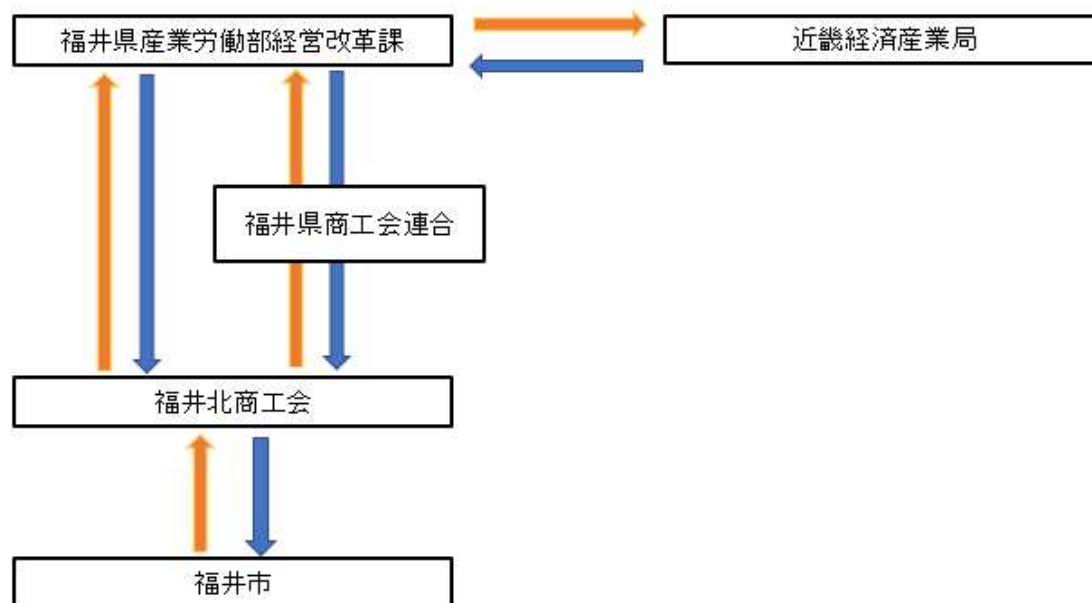 福井県産業労働部経営改革課
近畿経済産業局
福井県商工会連合
福井北商工会
福井市